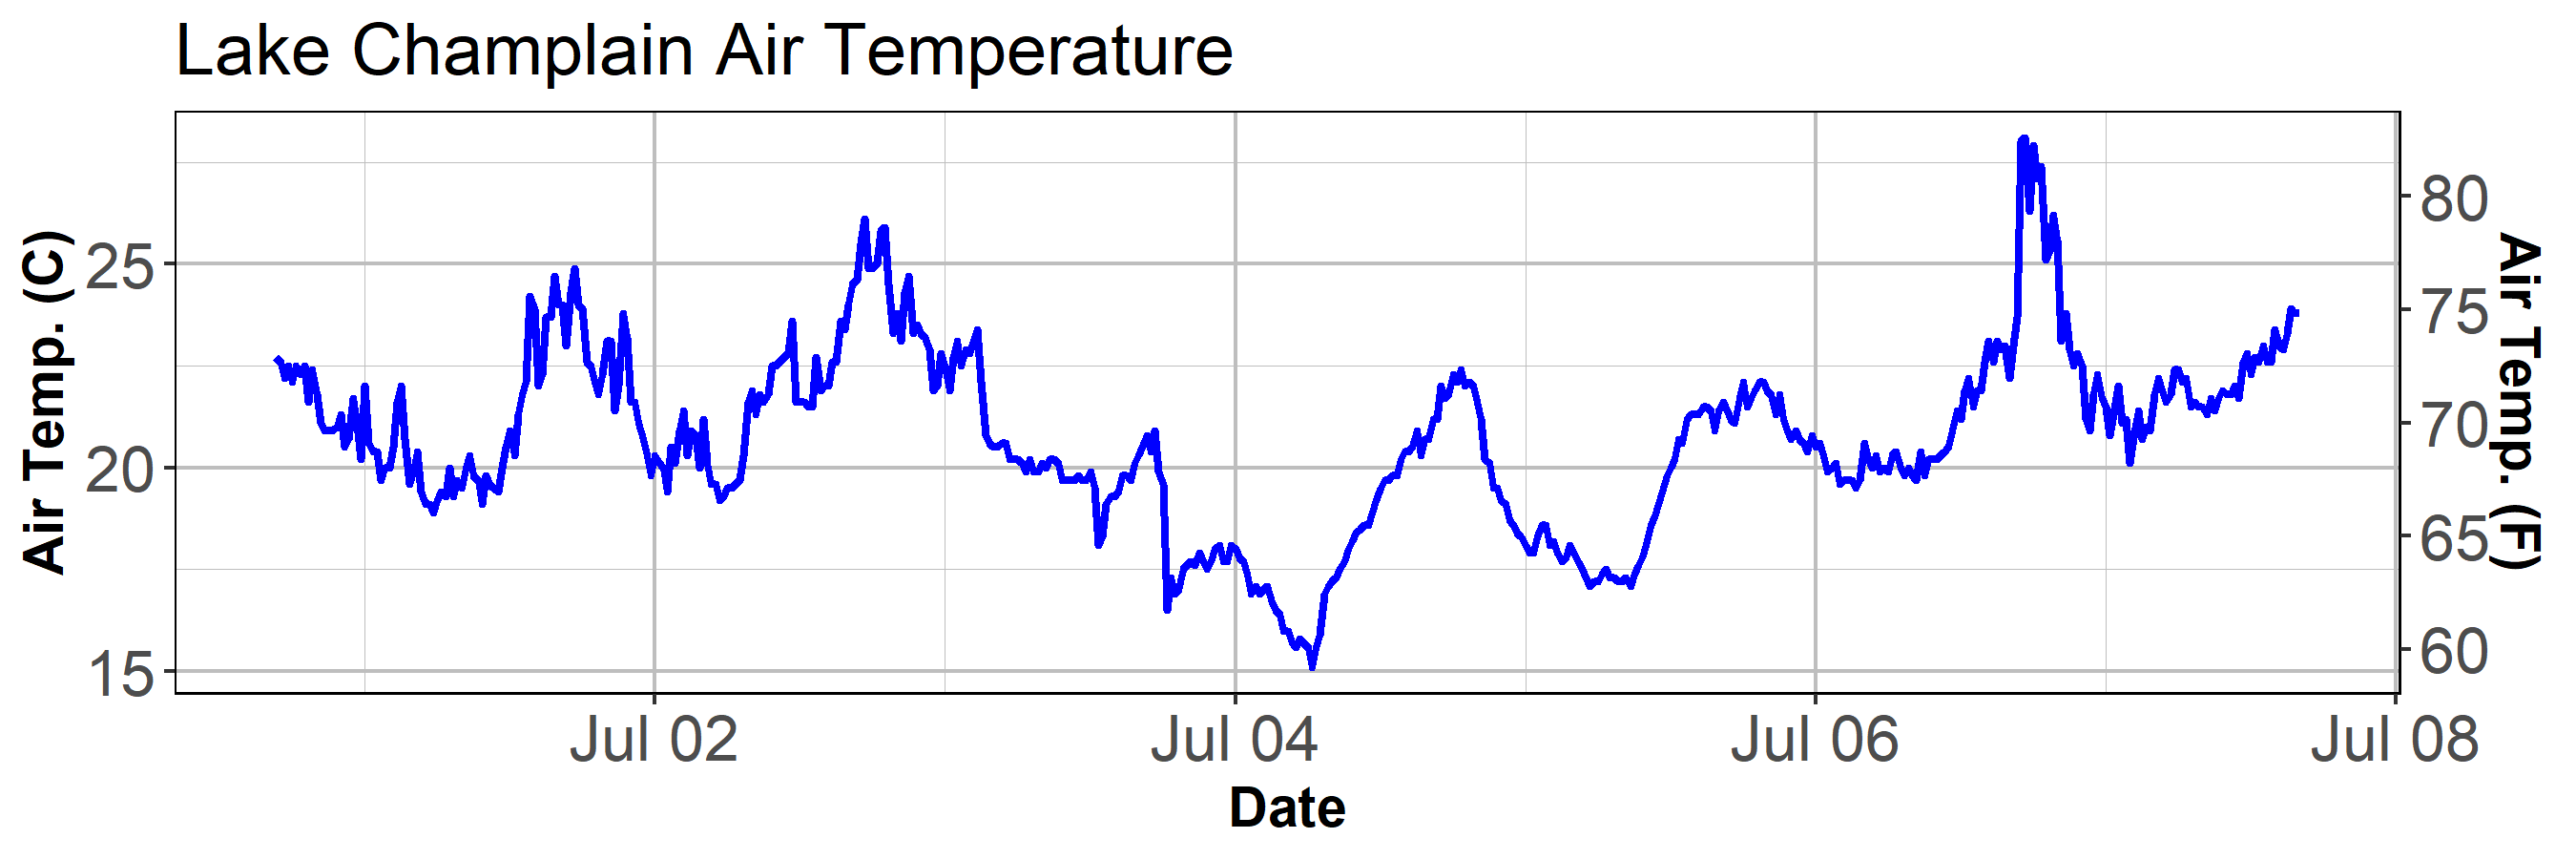 Lake Champlain Air Temperature
Air Temp. (C)
25
20
15
80
75
70
65
60
Air Temp. (F)
Jul 02
Jul 04
Jul 06
Jul 08
Date